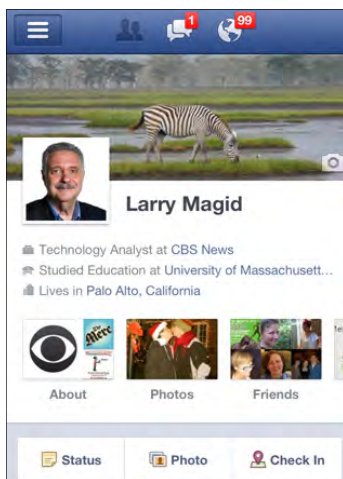 1
99
Larry Magid
Technology Analyst at CBS News
Studied Education at University of Massachusett...
Lives in Palo Alto, California
About
Photos
Friends
Status
Photo
Check In